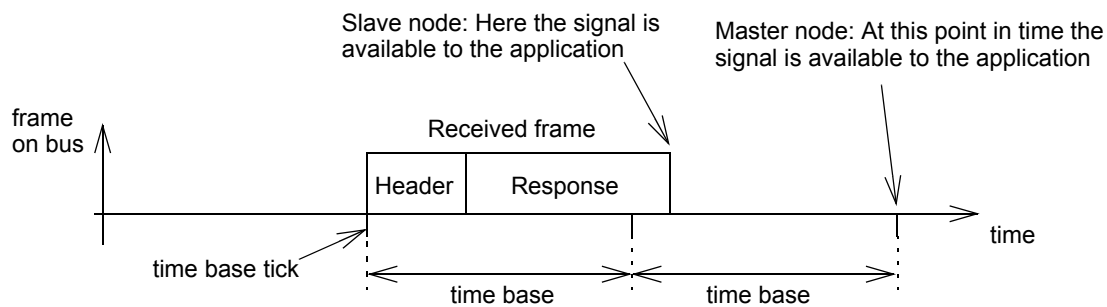 Slave node: Here the signal is
available to the application
Master node: At this point in time the
signal is available to the application
frame
on bus
Received frame
Header
Response
time
time base tick
time base
time base